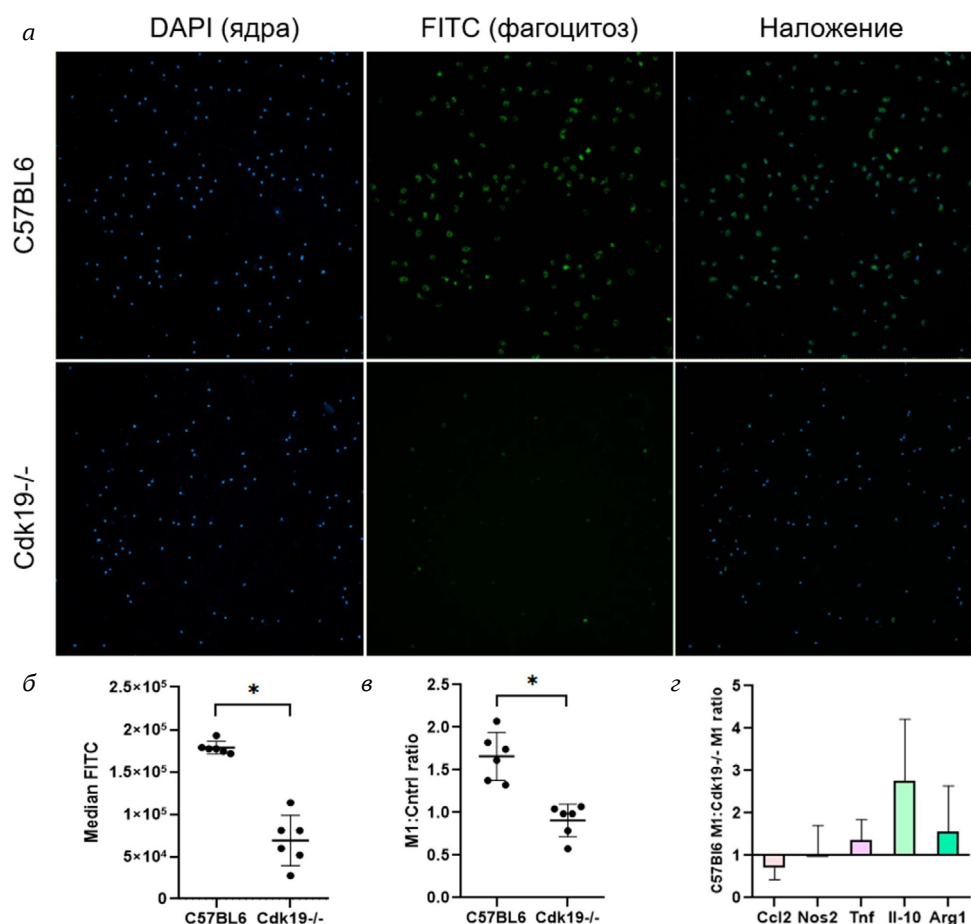 а
DAPI (ядра)
FITC (фагоцитоз)
Наложение
C57BL6
Cdk19-/-
б
Median FITC
2.5×10⁵
2×10⁵
1.5×10⁵
1×10⁵
5×10⁴
0
*
C57BL6 Cdk19-/-
в
M1:Cntrl ratio
2.5
2.0
1.5
1.0
0.5
0.0
*
C57BL6 Cdk19-/-
г
C57Bl6 M1:Cdk19-/- M1 ratio
5
4
3
2
1
0
Ccl2 Nos2 Tnf Il-10 Arg1